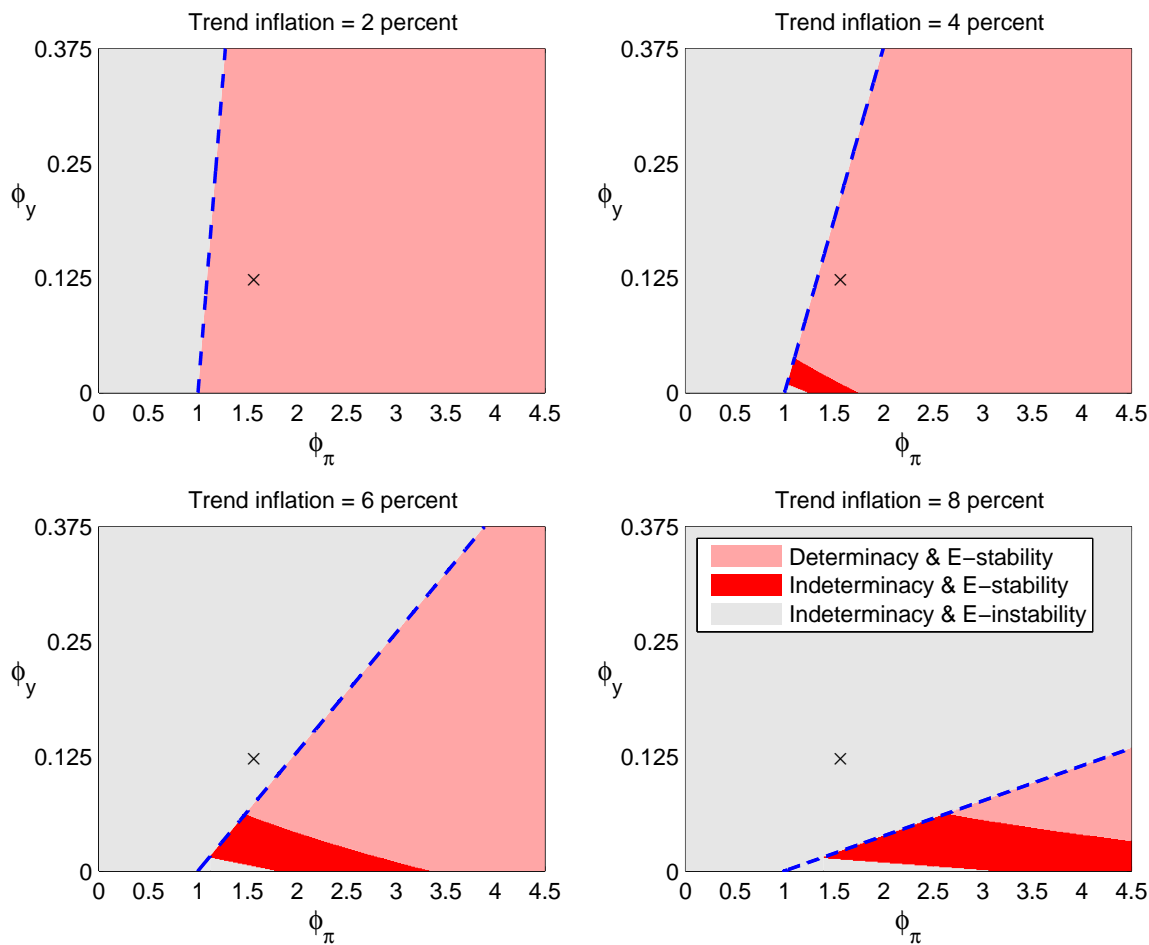 Trend inflation = 2 percent
0.375
0.25
ϕy
0.125
0
0 0.5 1 1.5 2 2.5 3 3.5 4 4.5
ϕπ
Trend inflation = 4 percent
0.375
0.25
ϕy
0.125
0
0 0.5 1 1.5 2 2.5 3 3.5 4 4.5
ϕπ
Trend inflation = 6 percent
0.375
0.25
ϕy
0.125
0
0 0.5 1 1.5 2 2.5 3 3.5 4 4.5
ϕπ
Trend inflation = 8 percent
0.375
Determinacy & E−stability
Indeterminacy & E−stability
Indeterminacy & E−instability
0.25
ϕy
0.125
0
0 0.5 1 1.5 2 2.5 3 3.5 4 4.5
ϕπ